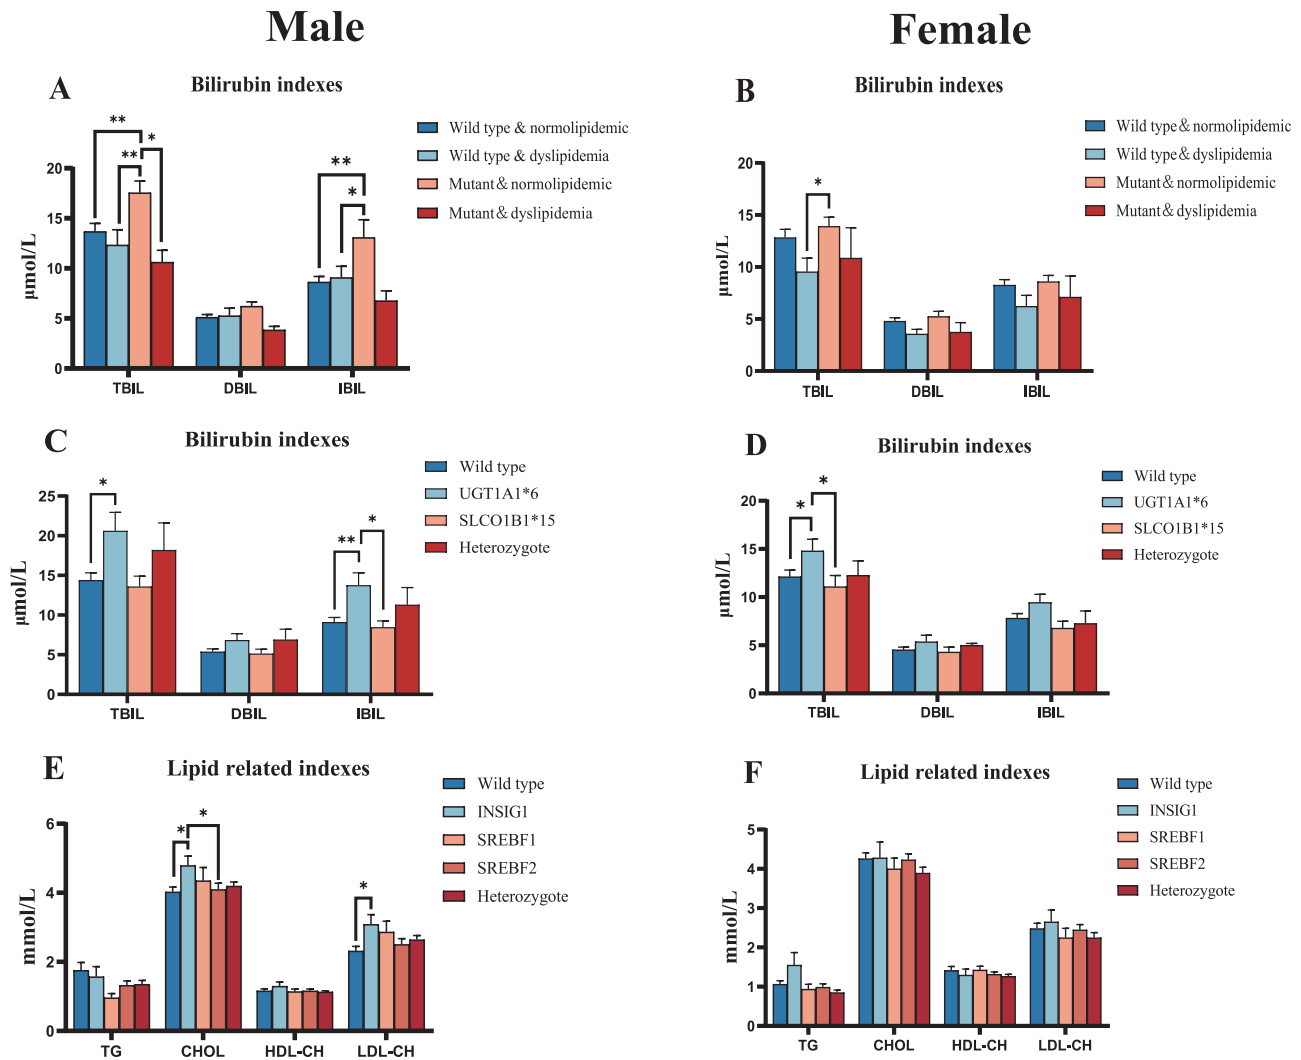 Male
Female
A
Bilirubin indexes
Wild type & normolipidemic
Wild type & dyslipidemia
Mutant & normolipidemic
Mutant & dyslipidemia
** ** *
** *
20
15
10
5
0
μmol/L
TBIL DBIL IBIL
B
Bilirubin indexes
Wild type & normolipidemic
Wild type & dyslipidemia
Mutant & normolipidemic
Mutant & dyslipidemia
*
20
15
10
5
0
μmol/L
TBIL DBIL IBIL
C
Bilirubin indexes
Wild type
UGT1A1*6
SLCO1B1*15
Heterozygote
*
** *
25
20
15
10
5
0
μmol/L
TBIL DBIL IBIL
D
Bilirubin indexes
Wild type
UGT1A1*6
SLCO1B1*15
Heterozygote
* *
20
15
10
5
0
μmol/L
TBIL DBIL IBIL
E
Lipid related indexes
Wild type
INSIG1
SREBF1
SREBF2
Heterozygote
* *
*
6
4
2
0
mmol/L
TG CHOL HDL-CH LDL-CH
F
Lipid related indexes
Wild type
INSIG1
SREBF1
SREBF2
Heterozygote
5
4
3
2
1
0
mmol/L
TG CHOL HDL-CH LDL-CH